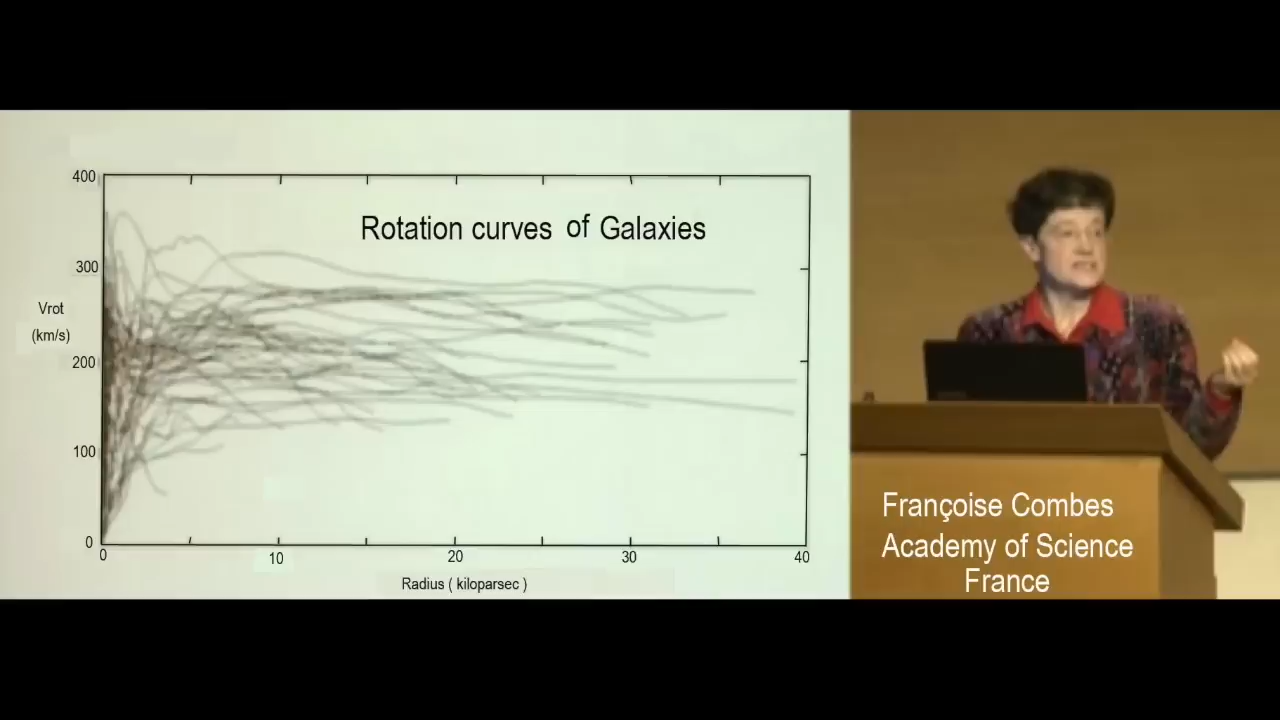 Rotation curves of Galaxies
400
300
200
100
0
Vrot
(km/s)
0 10 20 30 40
Radius ( kiloparsec )
Françoise Combes
Academy of Science
France